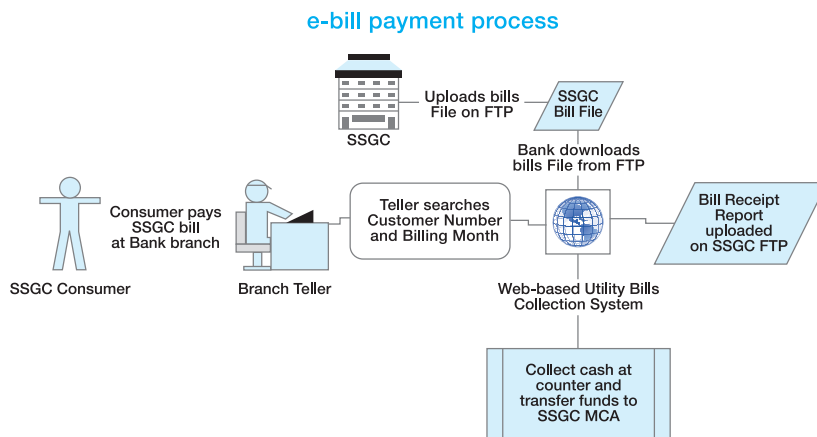 e-bill payment process
SSGC
Uploads bills
File on FTP
SSGC
Bill File
Bank downloads
bills File from FTP
SSGC Consumer
Consumer pays
SSGC bill
at Bank branch
Branch Teller
Teller searches
Customer Number
and Billing Month
Bill Receipt
Report
uploaded
on SSGC FTP
Web-based Utility Bills
Collection System
Collect cash at
counter and
transfer funds to
SSGC MCA